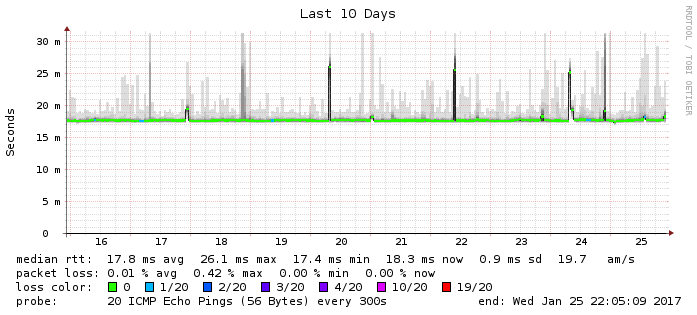 Last 10 Days
RRDTOOL / TOBI OETIKER
Seconds
30 m
25 m
20 m
15 m
10 m
5 m
0
16 17 18 19 20 21 22 23 24 25
median rtt: 17.8 ms avg 26.1 ms max 17.4 ms min 18.3 ms now 0.9 ms sd 19.7 am/s
packet loss: 0.01 % avg 0.42 % max 0.00 % min 0.00 % now
loss color: 0 1/20 2/20 3/20 4/20 10/20 19/20
probe: 20 ICMP Echo Pings (56 Bytes) every 300s end: Wed Jan 25 22:05:09 2017